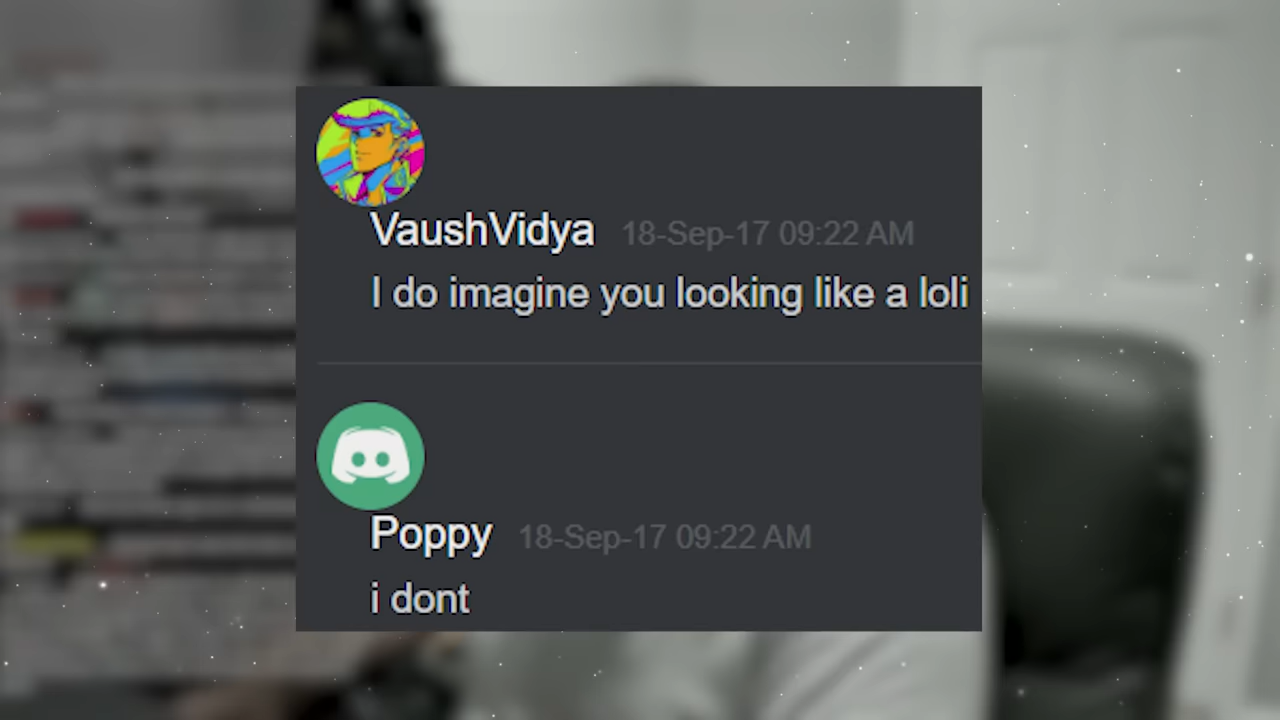 VaushVidya 18-Sep-17 09:22 AM
I do imagine you looking like a loli
Poppy 18-Sep-17 09:22 AM
i dont